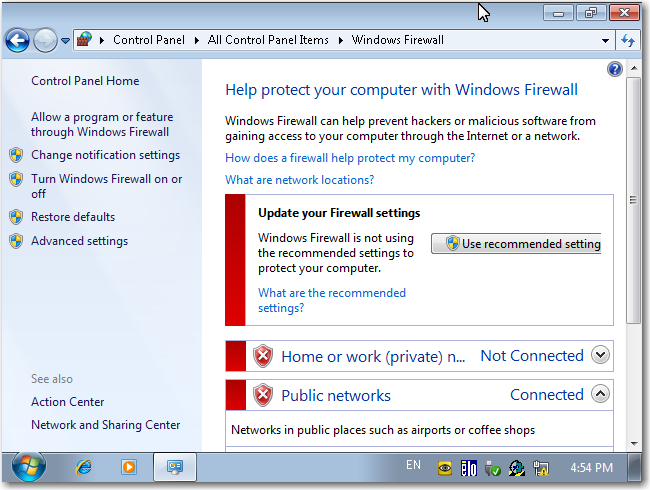 Control Panel
All Control Panel Items
Windows Firewall
Control Panel Home
Allow a program or feature
through Windows Firewall
Change notification settings
Turn Windows Firewall on or
off
Restore defaults
Advanced settings
See also
Action Center
Network and Sharing Center
Help protect your computer with Windows Firewall
Windows Firewall can help prevent hackers or malicious software from
gaining access to your computer through the Internet or a network.
How does a firewall help protect my computer?
What are network locations?
Update your Firewall settings
Windows Firewall is not using
the recommended settings to
protect your computer.
Use recommended setting
What are the recommended
settings?
Home or work (private) n... Not Connected
Public networks Connected
Networks in public places such as airports or coffee shops
EN 4:54 PM